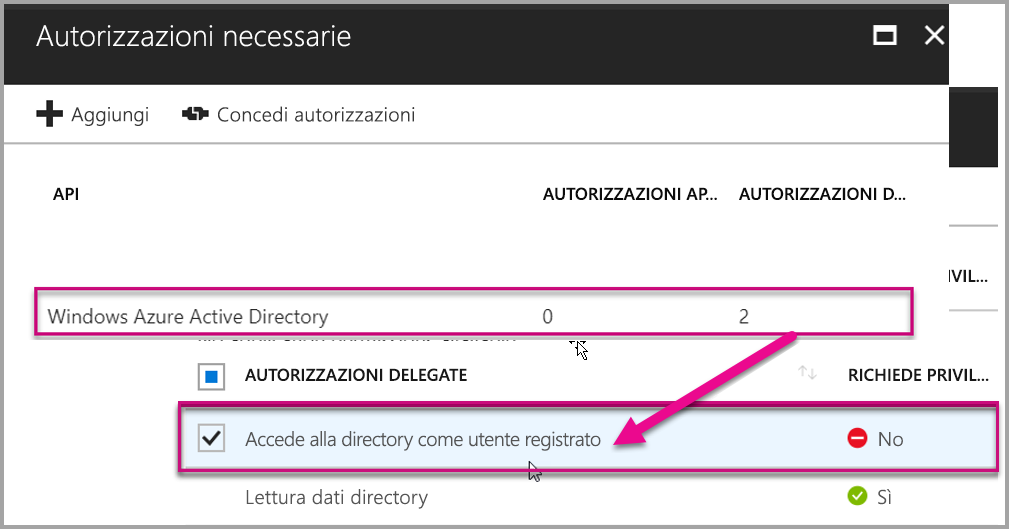 Autorizzazioni necessarie
Aggiungi Concedi autorizzazioni
API AUTORIZZAZIONI AP... AUTORIZZAZIONI D...
IVIL...
Windows Azure Active Directory 0 2
AUTORIZZAZIONI DELEGATE RICHIEDE PRIVIL...
Accede alla directory come utente registrato No
Lettura dati directory Sì